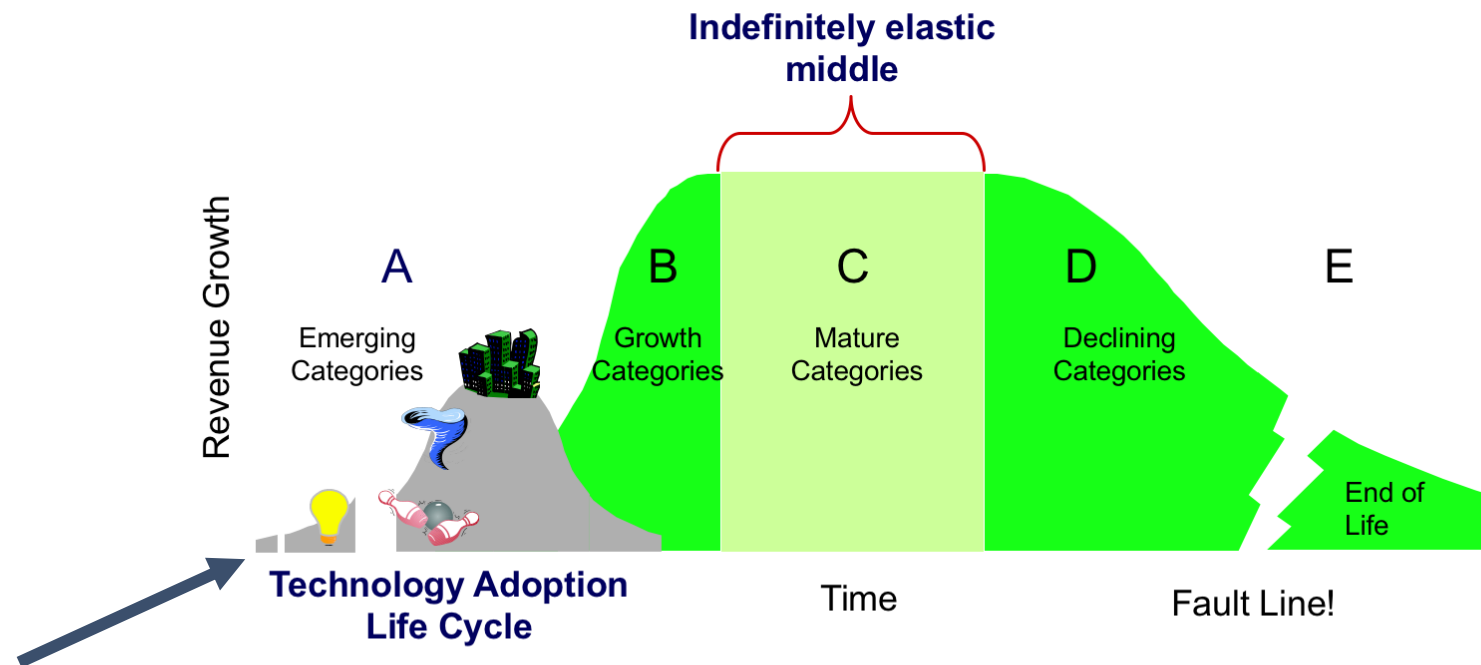 Indefinitely elastic
middle
Revenue Growth
A
Emerging
Categories
B
Growth
Categories
C
Mature
Categories
D
Declining
Categories
E
End of
Life
Technology Adoption
Life Cycle
Time
Fault Line!